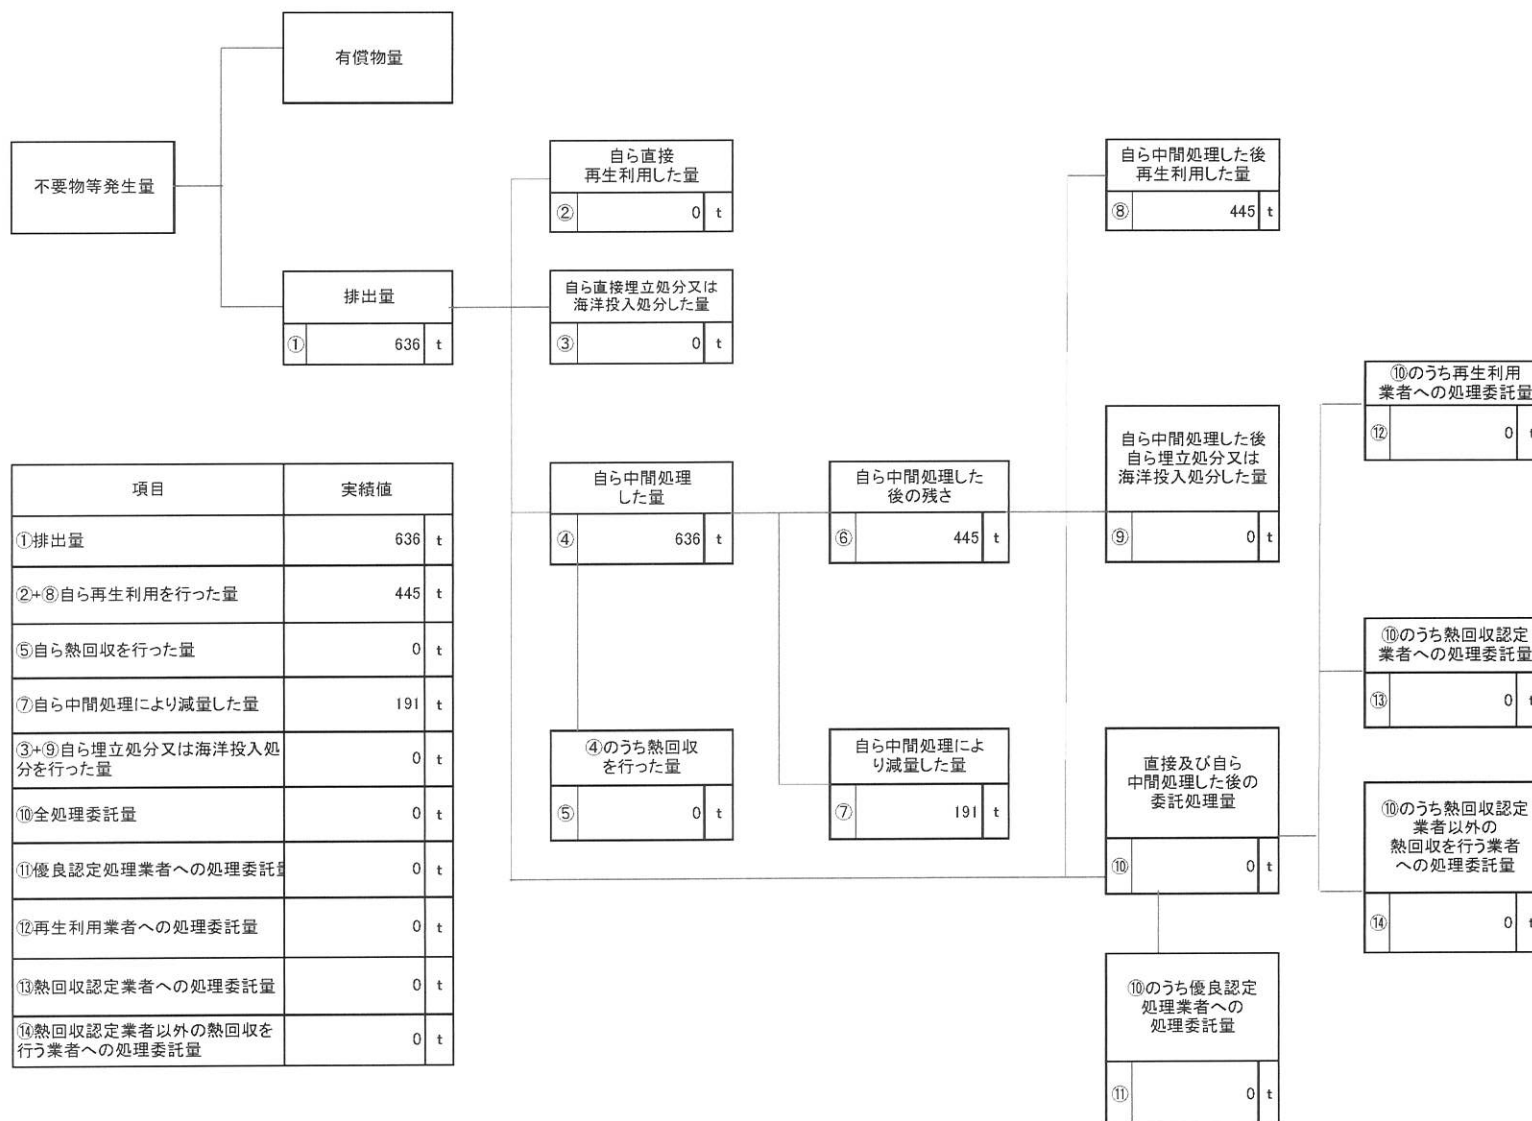 有償物量
不要物等発生量
排出量
① 636 t
自ら直接
再生利用した量
② 0 t
自ら直接埋立処分又は
海洋投入処分した量
③ 0 t
自ら中間処理
した量
④ 636 t
④のうち熱回収
を行った量
⑤ 0 t
自ら中間処理した
後の残さ
⑥ 445 t
自ら中間処理によ
り減量した量
⑦ 191 t
自ら中間処理した後
再生利用した量
⑧ 445 t
自ら中間処理した後
自ら埋立処分又は
海洋投入処分した量
⑨ 0 t
直接及び自ら
中間処理した後の
委託処理量
⑩ 0 t
⑩のうち優良認定
処理業者への
処理委託量
⑪ 0 t
⑩のうち再生利用
業者への処理委託量
⑫ 0 t
⑩のうち熱回収認定
業者への処理委託量
⑬ 0 t
⑩のうち熱回収認定
業者以外の
熱回収を行う業者
への処理委託量
⑭ 0 t
項目 実績値
①排出量 636 t
②+⑧自ら再生利用を行った量 445 t
⑤自ら熱回収を行った量 0 t
⑦自ら中間処理により減量した量 191 t
③+⑨自ら埋立処分又は海洋投入処
分を行った量 0 t
⑩全処理委託量 0 t
⑪優良認定処理業者への処理委託量 0 t
⑫再生利用業者への処理委託量 0 t
⑬熱回収認定業者への処理委託量 0 t
⑭熱回収認定業者以外の熱回収を
行う業者への処理委託量 0 t